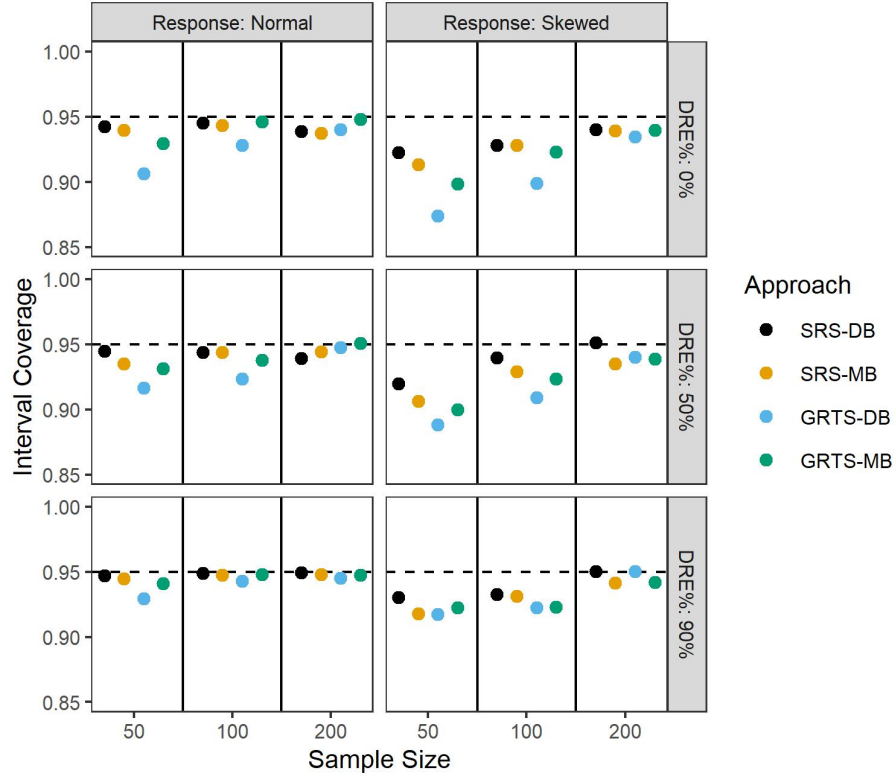 Response: Normal
Response: Skewed
1.00
0.95
0.90
0.85
DRE%: 0%
1.00
0.95
0.90
0.85
DRE%: 50%
1.00
0.95
0.90
0.85
DRE%: 90%
Interval Coverage
50
100
200
50
100
200
Sample Size
Approach
SRS-DB
SRS-MB
GRTS-DB
GRTS-MB